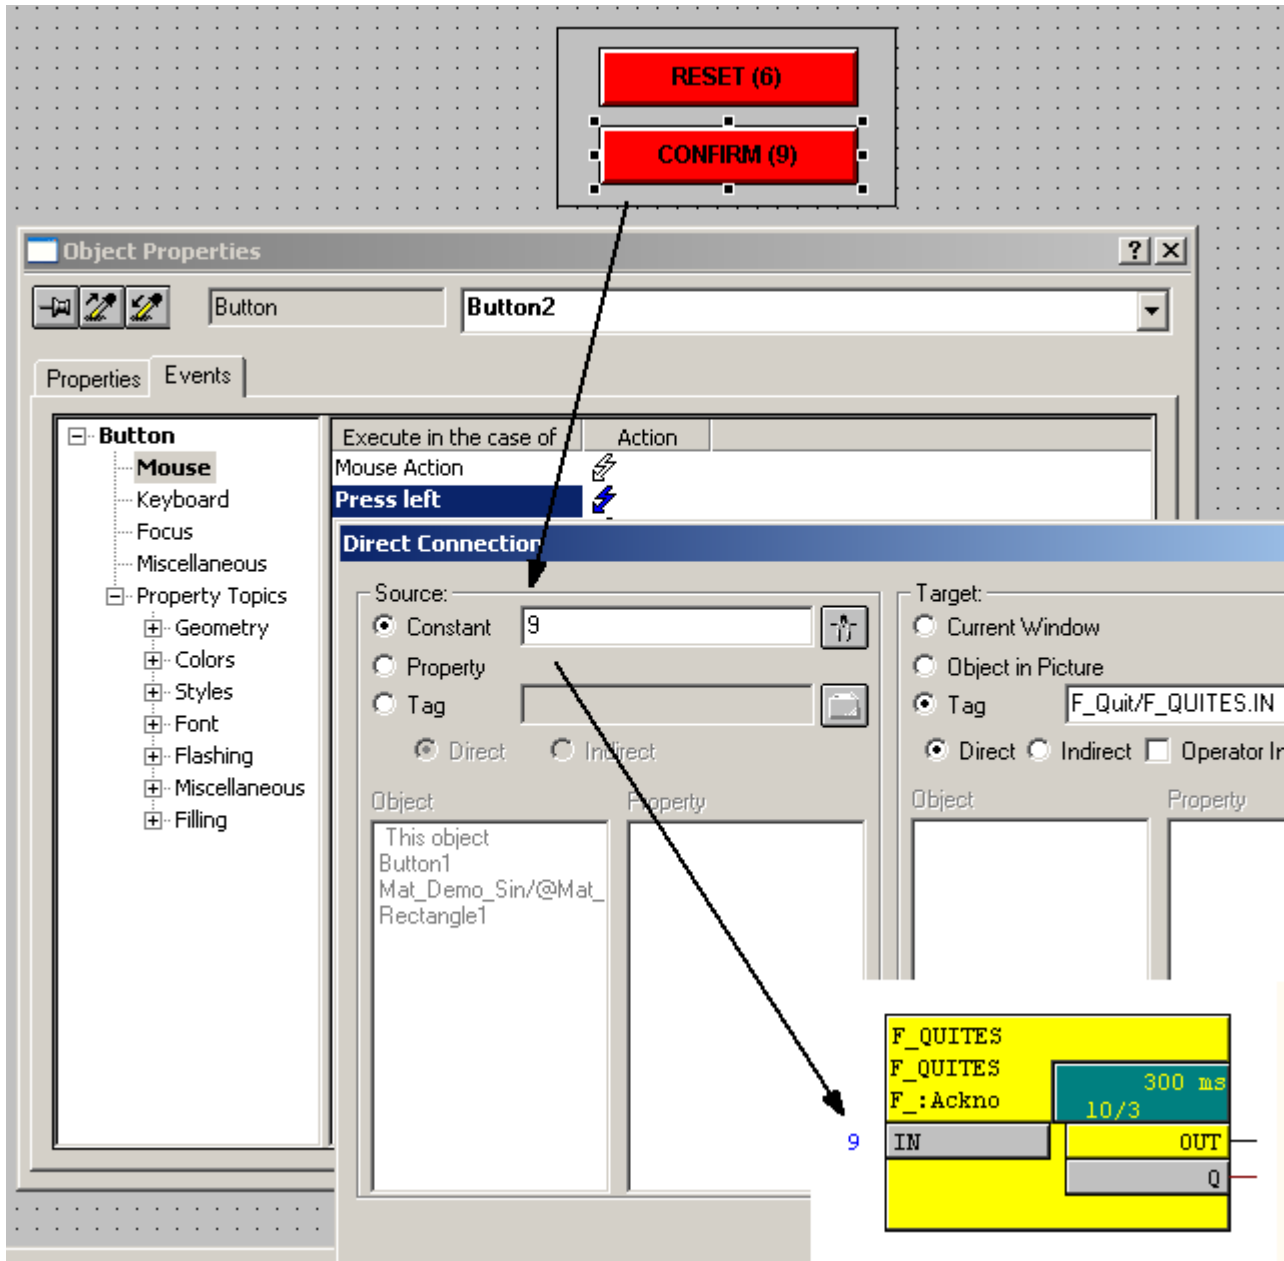 RESET (6)
CONFIRM (9)
Object Properties
Button
Button2
Properties
Events
Button
Mouse
Keyboard
Focus
Miscellaneous
Property Topics
Geometry
Colors
Styles
Font
Flashing
Miscellaneous
Filling
Execute in the case of
Action
Mouse Action
Press left
Direct Connection
Source:
Constant
9
Property
Tag
Direct
Indirect
Object
Property
This object
Button1
Mat_Demo_Sin/@Mat_
Rectangle1
Target:
Current Window
Object in Picture
Tag
F_Quit/F_QUITES.IN
Direct
Indirect
Operator In
Object
Property
F_QUITES
F_QUITES
F_:Ackno
300 ms
10/3
9
IN
OUT
Q